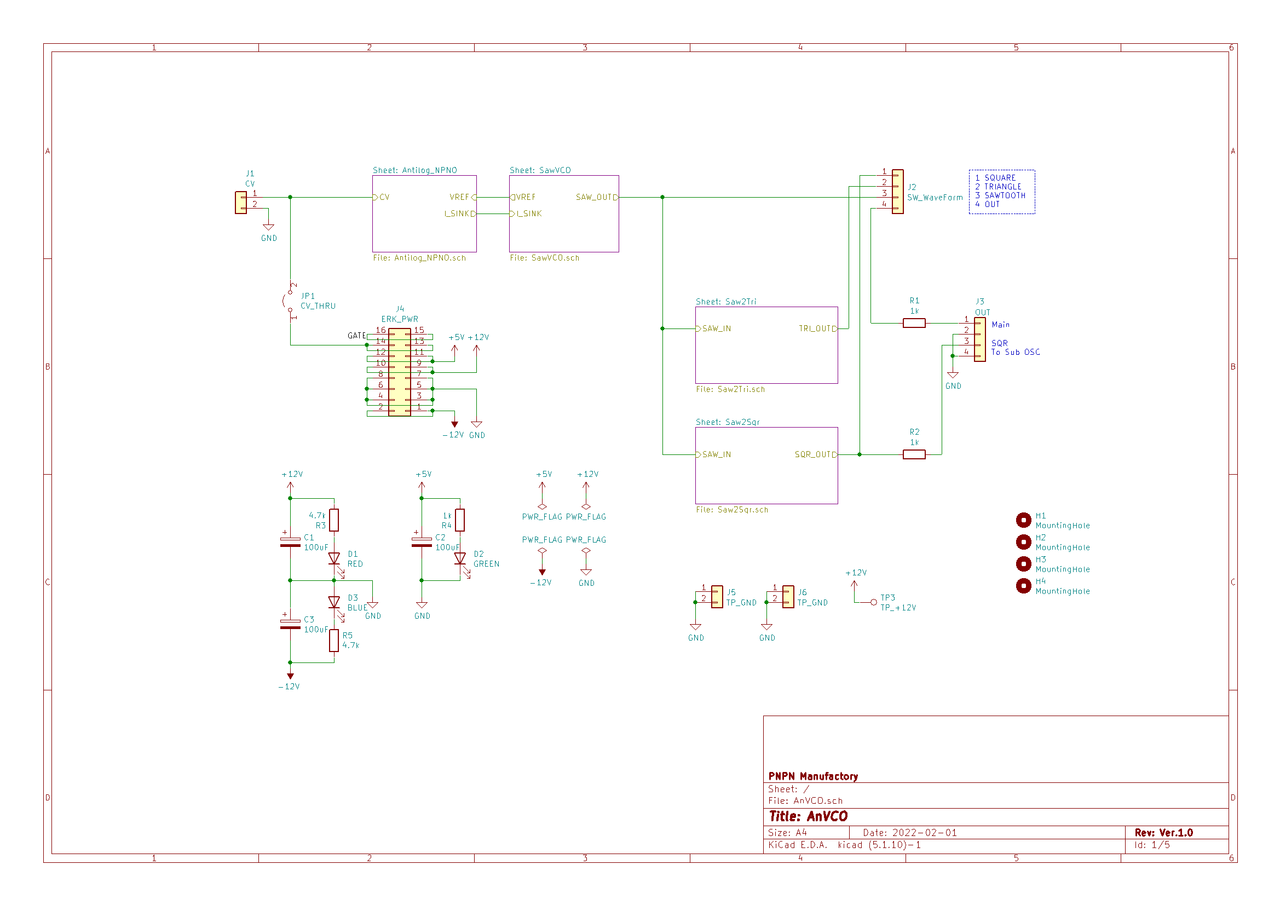 1 2 3 4 5 6
A A
B B
C C
D D
1 2 3 4 5 6
J1
CV
1
2
GND
Sheet: Antilog_NPNO
CV
VREF
I_SINK
File: Antilog_NPNO.sch
Sheet: SawVCO
VREF
I_SINK
SAW_OUT
File: SawVCO.sch
1
2
3
4
J2
SW_WaveForm
1 SQUARE
2 TRIANGLE
3 SAWTOOTH
4 OUT
2
JP1
CV_THRU
1
J4
ERK_PWR
GATE
16 15
14 13
12 11
10 9
8 7
6 5
4 3
2 1
+5V
+12V
-12V
GND
Sheet: Saw2Tri
SAW_IN
TRI_OUT
File: Saw2Tri.sch
R1
1k
J3
OUT
1
2
3
4
Main
SQR
To Sub OSC
GND
Sheet: Saw2Sqr
SAW_IN
SQR_OUT
File: Saw2Sqr.sch
R2
1k
+12V
4.7k
R3
C1
100uF
D1
RED
D3
BLUE
GND
C3
100uF
R5
4.7k
-12V
+5V
1k
R4
C2
100uF
D2
GREEN
GND
+5V
+12V
PWR_FLAG
PWR_FLAG
PWR_FLAG
PWR_FLAG
-12V
GND
1
2
J5
TP_GND
GND
1
2
J6
TP_GND
GND
+12V
TP3
TP_+12V
H1
MountingHole
H2
MountingHole
H3
MountingHole
H4
MountingHole
PNPN Manufactory
Sheet: /
File: AnVCO.sch
Title: AnVCO
Size: A4
Date: 2022-02-01
Rev: Ver.1.0
KiCad E.D.A. kicad (5.1.10)-1
Id: 1/5